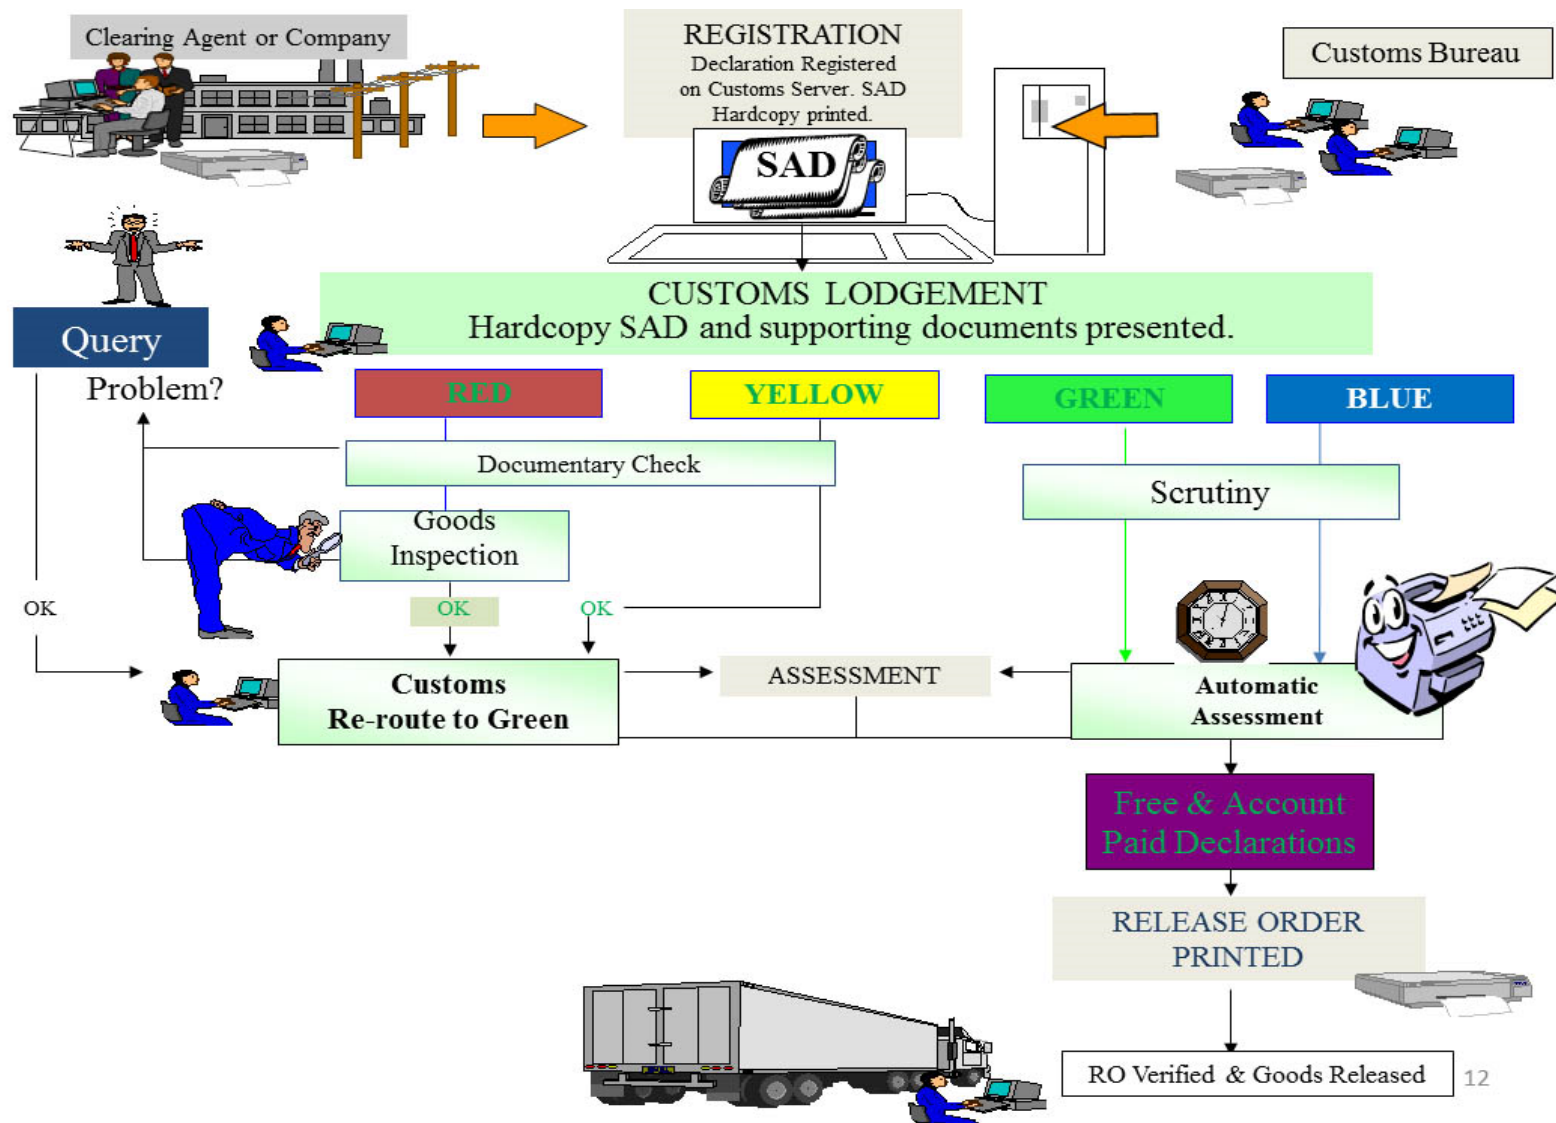 Clearing Agent or Company
REGISTRATION
Declaration Registered
on Customs Server. SAD
Hardcopy printed.
Customs Bureau
SAD
CUSTOMS LODGEMENT
Hardcopy SAD and supporting documents presented.
Query
Problem?
RED
YELLOW
GREEN
BLUE
Documentary Check
Scrutiny
Goods
Inspection
OK
OK
OK
Customs
Re-route to Green
ASSESSMENT
Automatic
Assessment
Free & Account
Paid Declarations
RELEASE ORDER
PRINTED
RO Verified & Goods Released
12